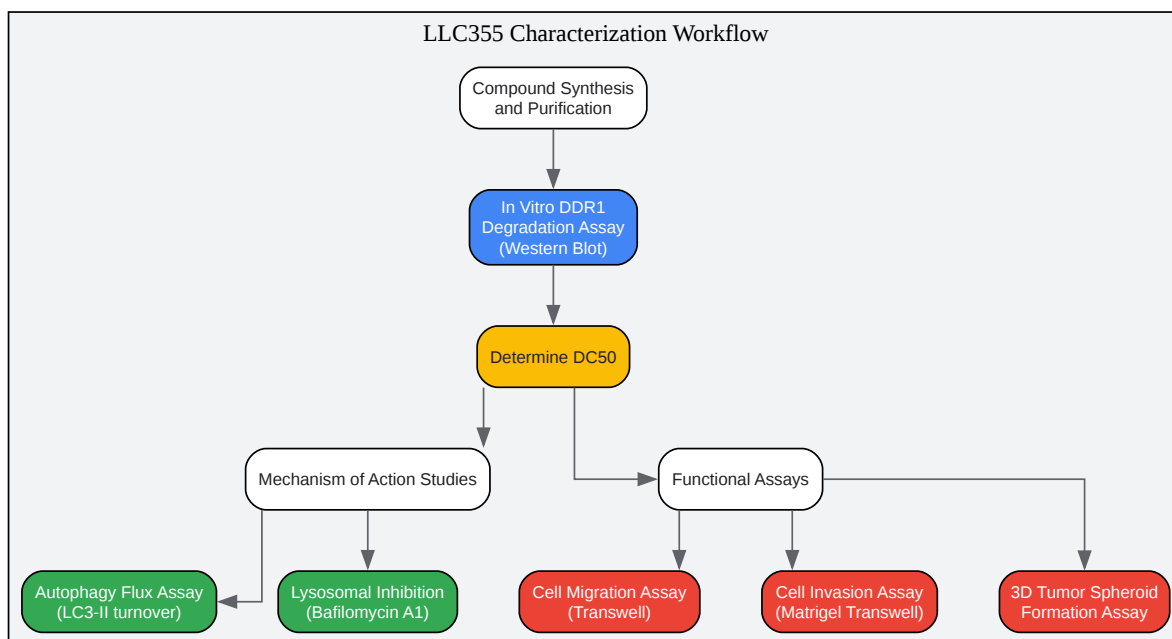 LLC355 Characterization Workflow
Compound Synthesis
and Purification
In Vitro DDR1
Degradation Assay
(Western Blot)
Determine DC50
Mechanism of Action Studies
Functional Assays
Autophagy Flux Assay
(LC3-II turnover)
Lysosomal Inhibition
(Bafilomycin A1)
Cell Migration Assay
(Transwell)
Cell Invasion Assay
(Matrigel Transwell)
3D Tumor Spheroid
Formation Assay